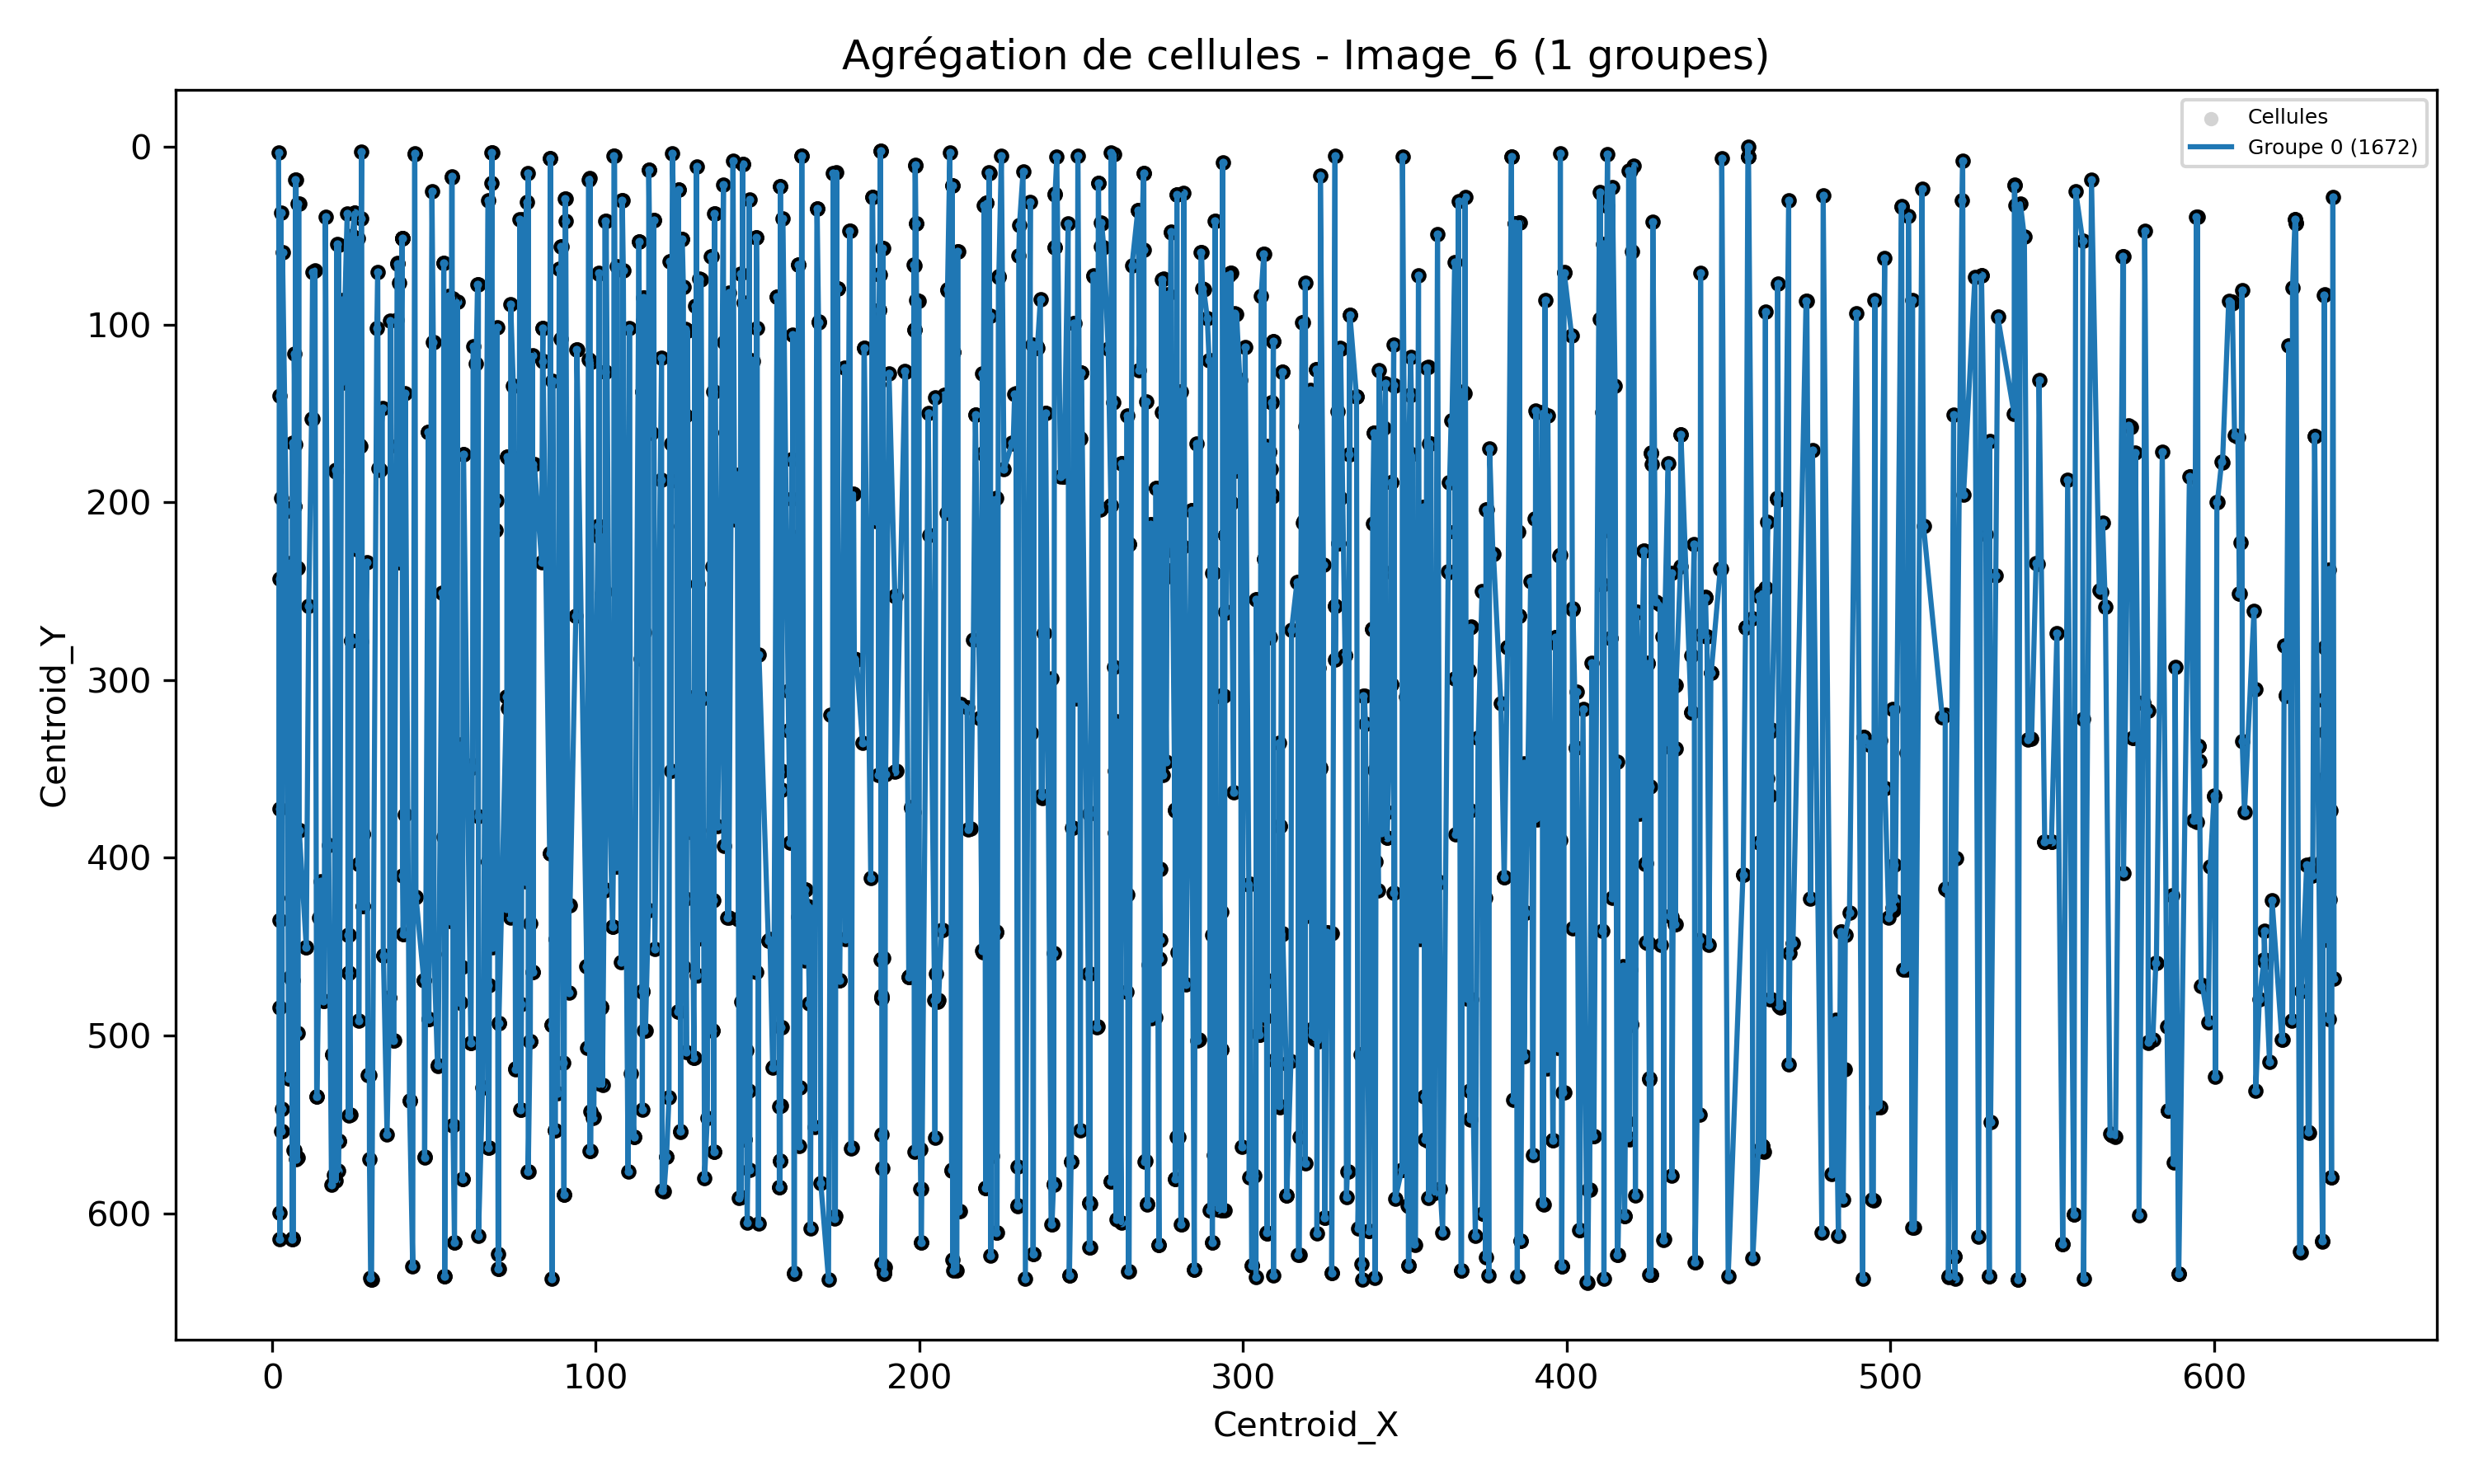 Agrégation de cellules - Image_6 (1 groupes)
Cellules
Groupe 0 (1672)
Centroid_Y
0
100
200
300
400
500
600
0 100 200 300 400 500 600
Centroid_X